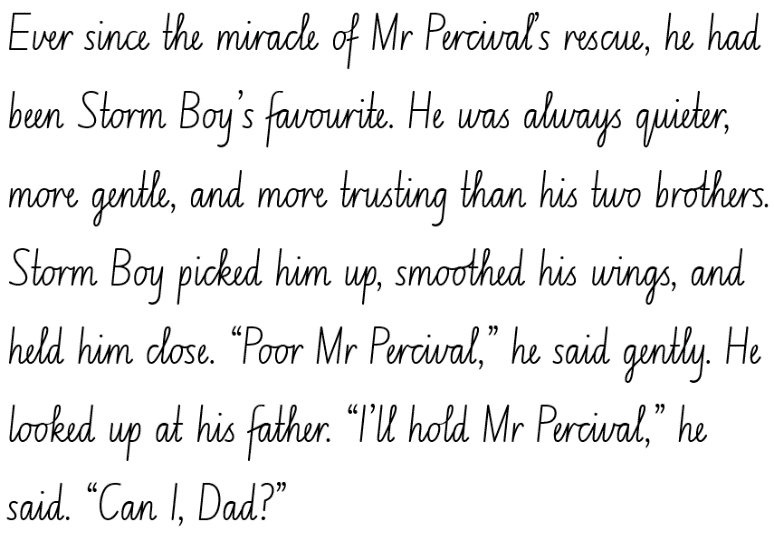 Ever since the miracle of Mr Percival’s rescue, he had
been Storm Boy’s favourite. He was always quieter,
more gentle, and more trusting than his two brothers.
Storm Boy picked him up, smoothed his wings, and
held him close. “Poor Mr Percival,” he said gently. He
looked up at his father. “I’ll hold Mr Percival,” he
said. “Can I, Dad?”